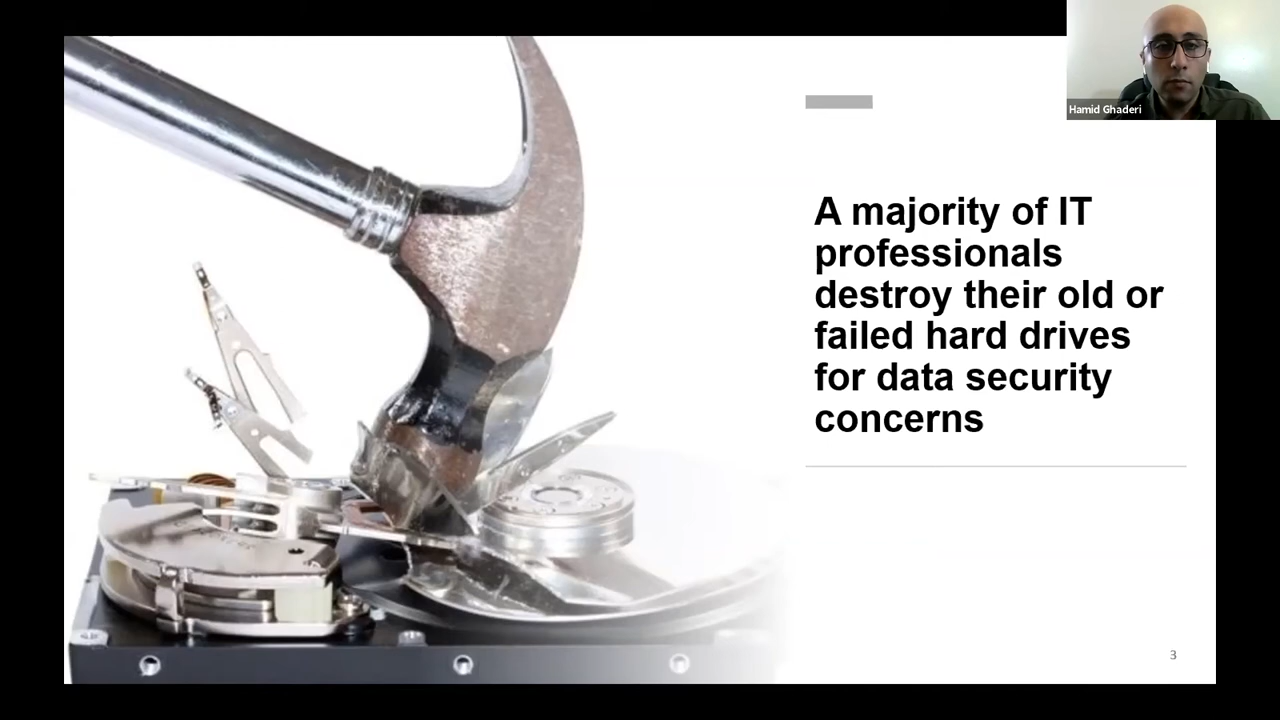 Hamid Ghaderi
A majority of IT
professionals
destroy their old or
failed hard drives
for data security
concerns
3